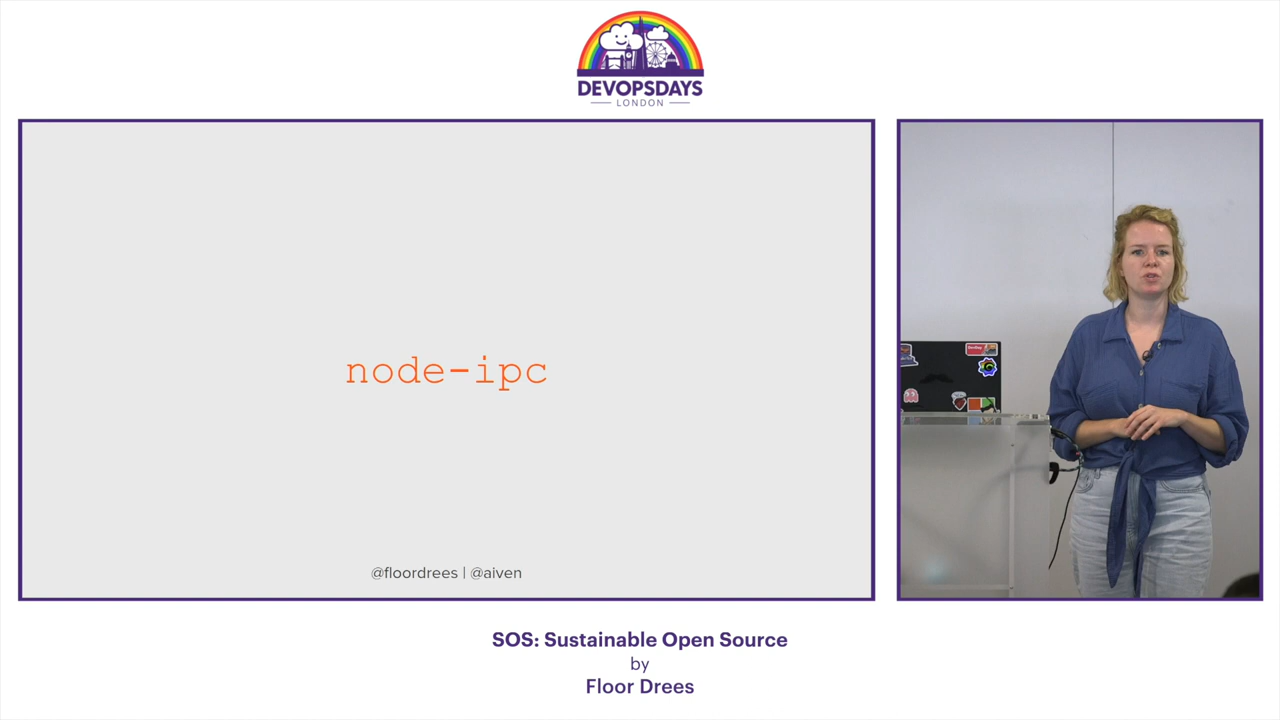 DEVOPSDAYS
LONDON
node-ipc
@floordrees | @aiven
SOS: Sustainable Open Source
by
Floor Drees